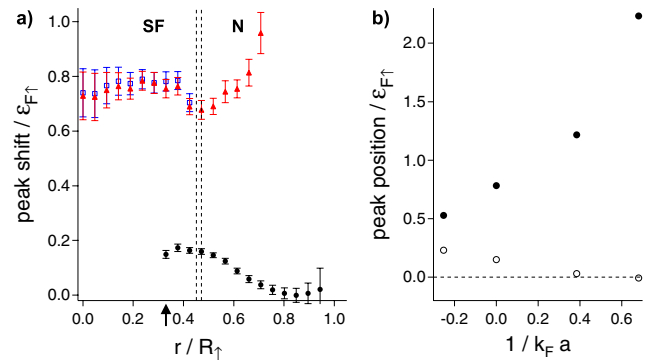 a)
SF
N
peak shift / εF↑
1.0
0.8
0.6
0.4
0.2
0.0
0.0 0.2 0.4 0.6 0.8 1.0
r / R↑
b)
peak position / εF↑
2.0
1.5
1.0
0.5
0.0
-0.2 0.0 0.2 0.4 0.6
1 / kF a